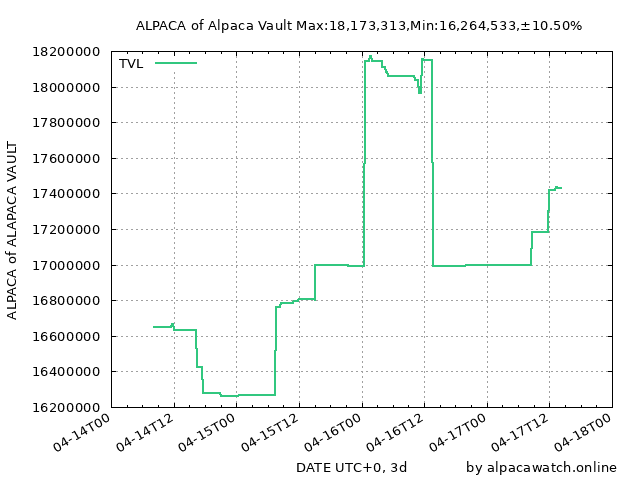 ALPACA of Alpaca Vault Max:18,173,313,Min:16,264,533,±10.50%
TVL
18200000
18000000
17800000
17600000
17400000
17200000
17000000
16800000
16600000
16400000
16200000
ALPACA of ALAPACA VAULT
04-14T00
04-14T12
04-15T00
04-15T12
04-16T00
04-16T12
04-17T00
04-17T12
04-18T00
DATE UTC+0, 3d
by alpacawatch.online